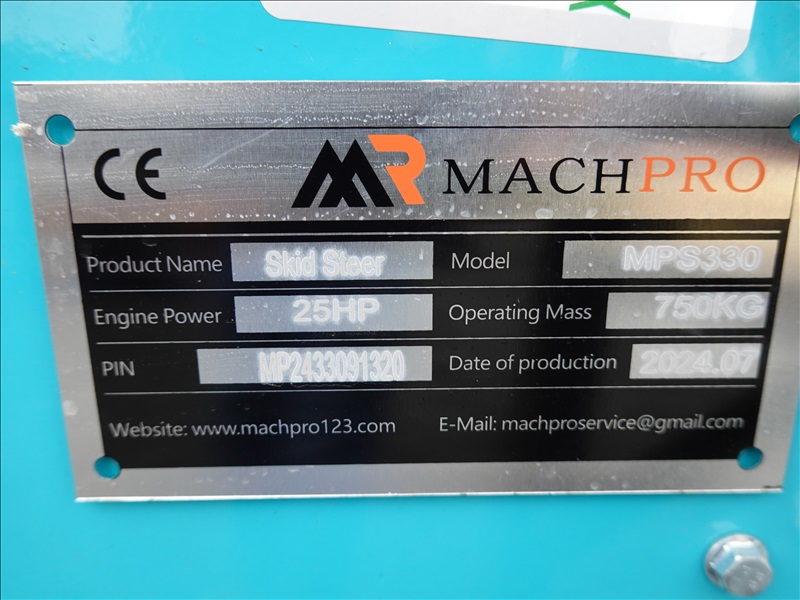 CE MR MACHPRO
Product Name Skid Steer Model MPS330
Engine Power 25HP Operating Mass 750KG
PIN MP2433091320 Date of production 2024.07
Website: www.machpro123.com E-Mail: machproservice@gmail.com